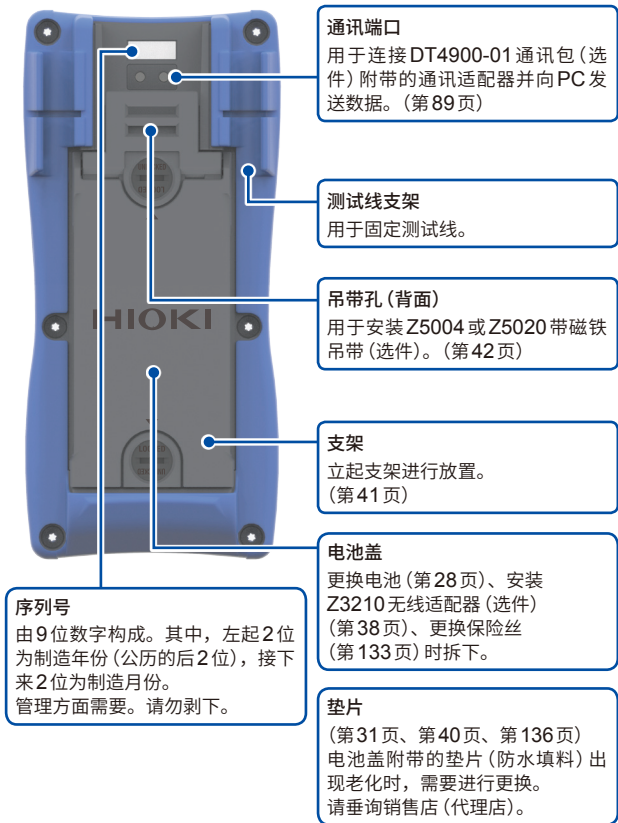 通讯端口
用于连接DT4900-01通讯包(选
件)附带的通讯适配器并向PC发
送数据。(第89页)
测试线支架
用于固定测试线。
吊带孔(背面)
用于安装Z5004或Z5020带磁铁
吊带(选件)。(第42页)
HIOKI
支架
立起支架进行放置。
(第41页)
电池盖
更换电池(第28页)、安装
Z3210无线适配器(选件)
(第38页)、更换保险丝
(第133页)时拆下。
序列号
由9位数字构成。其中,左起2位
为制造年份(公历的后2位),接下
来2位为制造月份。
管理方面需要。请勿剥下。
垫片
(第31页、第40页、第136页)
电池盖附带的垫片(防水填料)出
现老化时,需要进行更换。
请垂询销售店(代理店)。